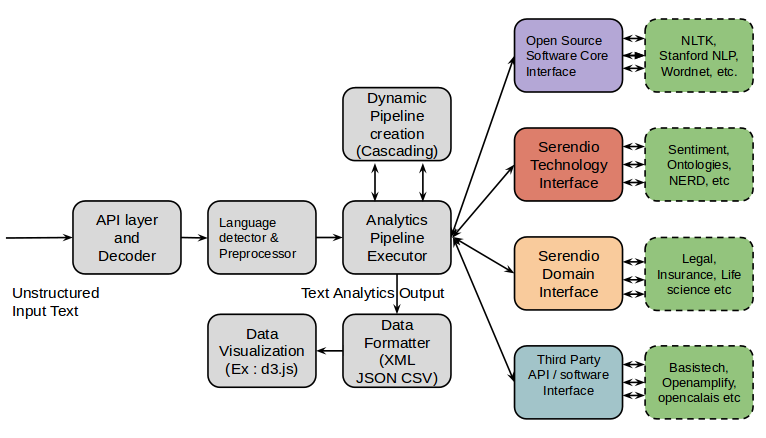 Open Source
Software Core
Interface
NLTK,
Stanford NLP,
Wordnet, etc.
Dynamic
Pipeline
creation
(Cascading)
Serendio
Technology
Interface
Sentiment,
Ontologies,
NERD, etc
API layer
and
Decoder
Language
detector &
Preprocessor
Analytics
Pipeline
Executor
Serendio
Domain
Interface
Legal,
Insurance, Life
science etc
Unstructured
Input Text
Text Analytics Output
Data
Visualization
(Ex : d3.js)
Data
Formatter
(XML
JSON CSV)
Third Party
API / software
Interface
Basistech,
Openamplify,
opencalais etc